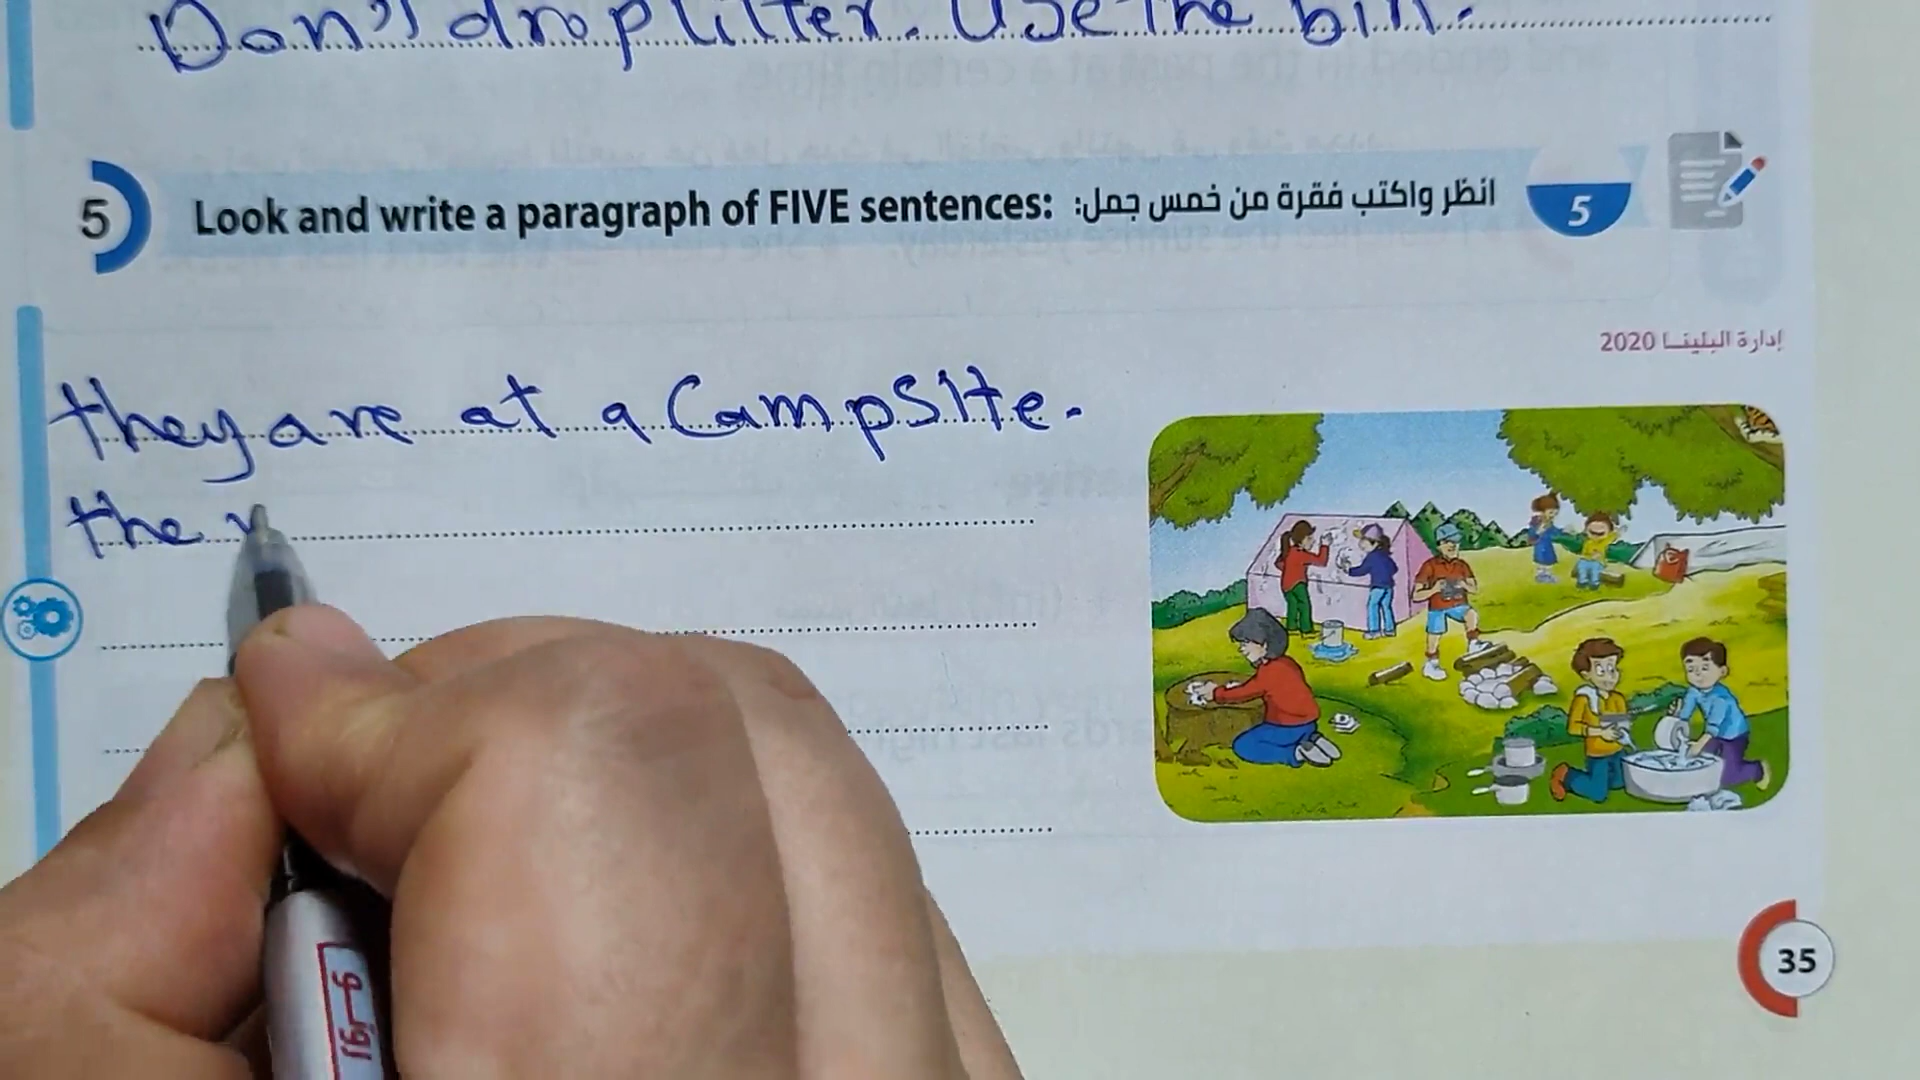 Don't drop litter. Use the bin.
5 Look and write a paragraph of FIVE sentences: انظر واكتب فقرة من خمس جمل: 5
إدارة البلينا 2020
they are at a Campsite.
the
35